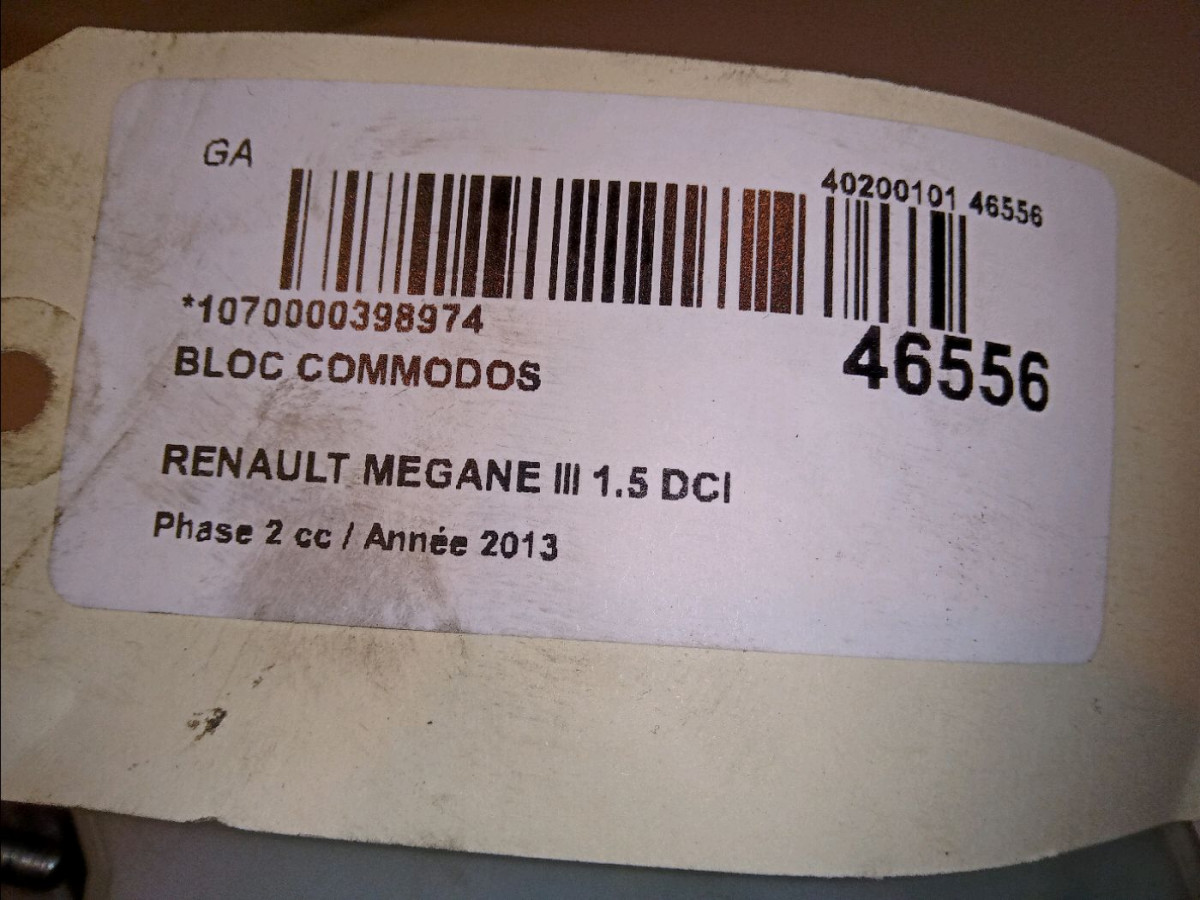 GA
40200101 46556
*1070000398974
46556
BLOC COMMODOS
RENAULT MEGANE III 1.5 DCI
Phase 2 cc / Année 2013